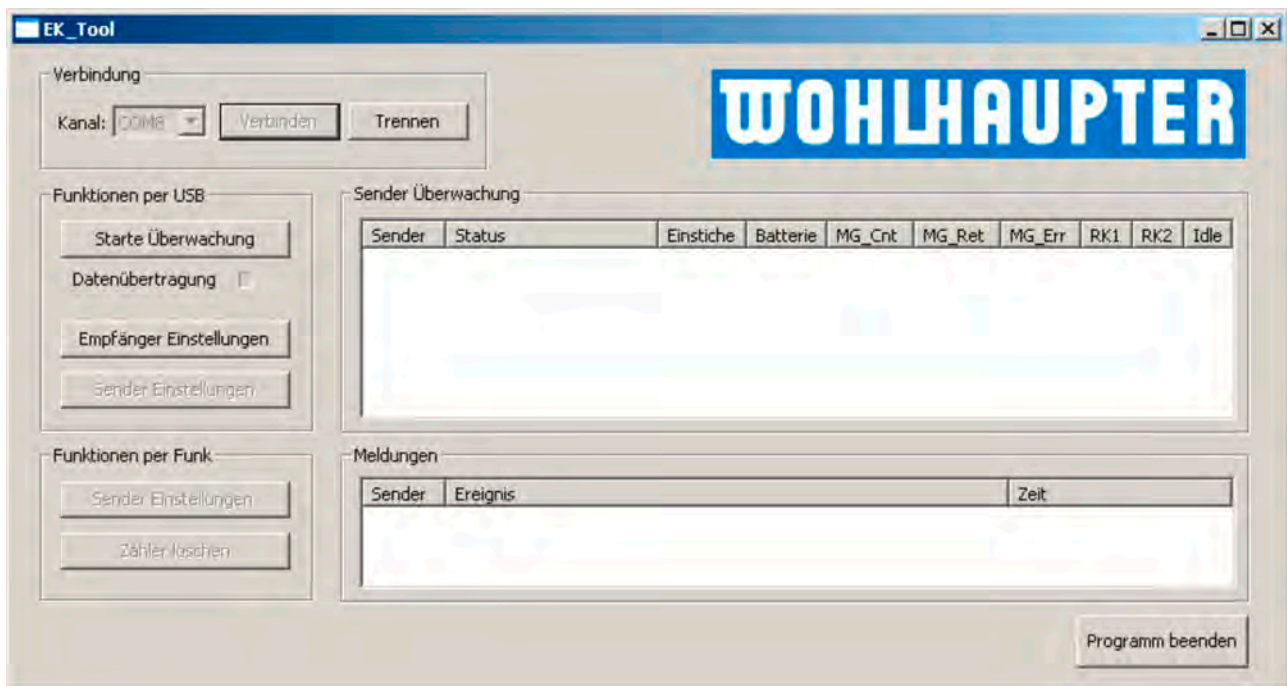 EK_Tool
Verbindung
Kanal: COM8 Verbinden Trennen
WOHLHAUPTER
Funktionen per USB
Starte Überwachung
Datenübertragung
Empfänger Einstellungen
Sender Einstellungen
Funktionen per Funk
Sender Einstellungen
Zähler löschen
Sender Überwachung
Sender Status Einstiche Batterie MG_Cnt MG_Ret MG_Err RK1 RK2 Idle
Meldungen
Sender Ereignis Zeit
Programm beenden